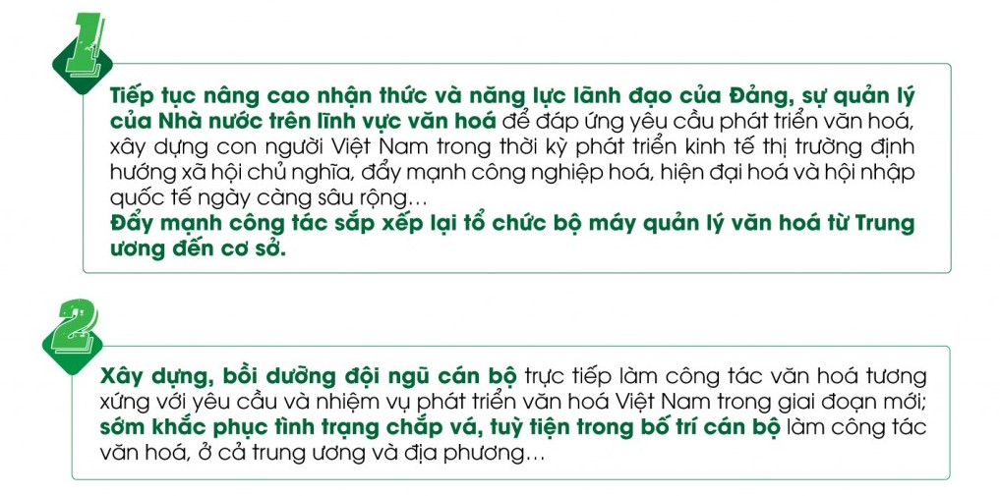 1
Tiếp tục nâng cao nhận thức và năng lực lãnh đạo của Đảng, sự quản lý
của Nhà nước trên lĩnh vực văn hoá để đáp ứng yêu cầu phát triển văn hoá,
xây dựng con người Việt Nam trong thời kỳ phát triển kinh tế thị trường định
hướng xã hội chủ nghĩa, đẩy mạnh công nghiệp hoá, hiện đại hoá và hội nhập
quốc tế ngày càng sâu rộng...
Đẩy mạnh công tác sắp xếp lại tổ chức bộ máy quản lý văn hoá từ Trung
ương đến cơ sở.
2
Xây dựng, bồi dưỡng đội ngũ cán bộ trực tiếp làm công tác văn hoá tương
xứng với yêu cầu và nhiệm vụ phát triển văn hoá Việt Nam trong giai đoạn mới;
sớm khắc phục tình trạng chắp vá, tuỳ tiện trong bố trí cán bộ làm công tác
văn hoá, ở cả trung ương và địa phương...